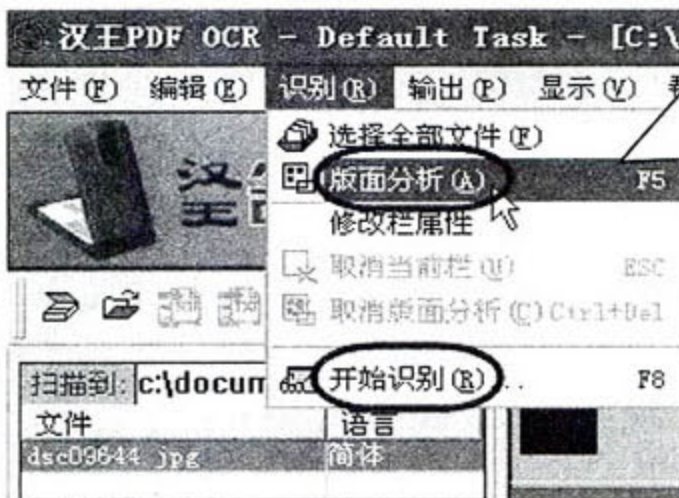 汉王PDF OCR - Default Task - [C:\
文件(F) 编辑(E) 识别(R) 输出(P) 显示(V)
选择全部文件(F)
汉
王
版面分析(A) F5
修改栏属性
取消当前栏(U) ESC
取消版面分析(C) Ctrl+Del
开始识别(R).. F8
扫描到: c:\docum
文件 语言
dsc09644.jpg 简体